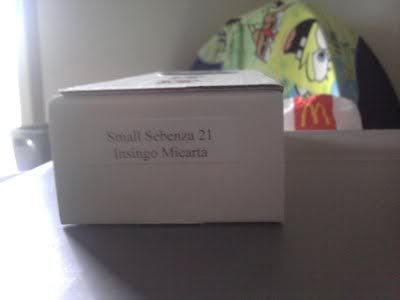 Small Sebenza 21
Insingo Micarta